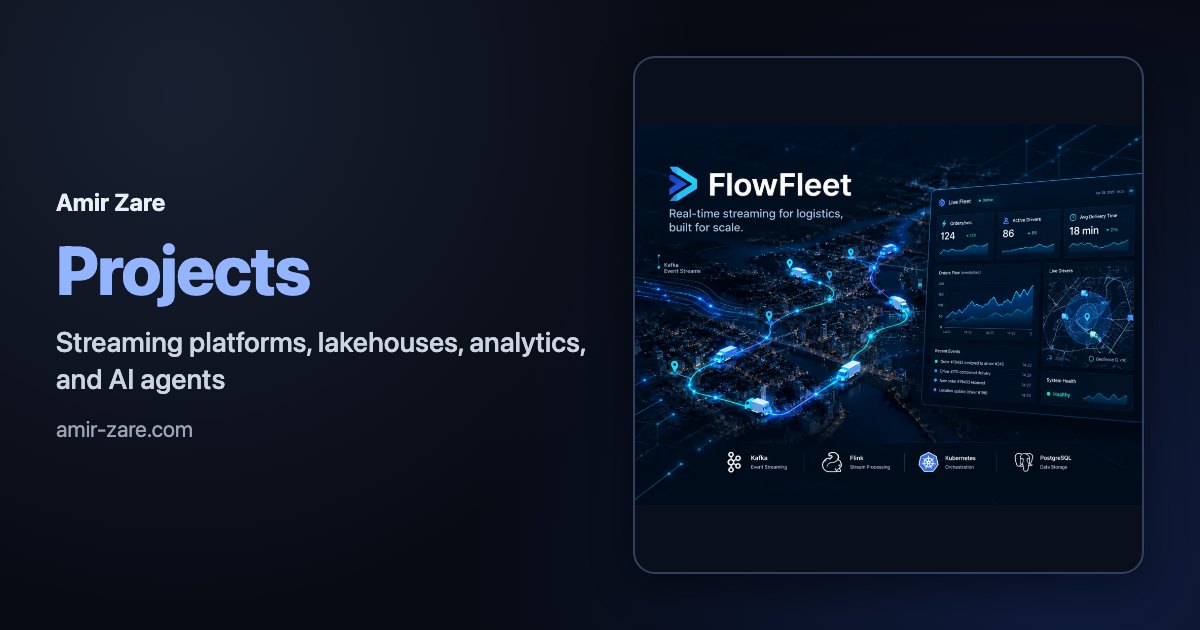 Amir Zare
Projects
Streaming platforms, lakehouses, analytics,
and AI agents
amir-zare.com
FlowFleet
Real-time streaming for logistics,
built for scale.
Kafka
Event Streams
Live Fleet
Online
Orders/sec
124
Active Drivers
86
Avg Delivery Time
18 min
Orders Flow (events/sec)
Live Drivers
Recent Events
System Health
Healthy
Kafka
Event Streaming
Flink
Stream Processing
Kubernetes
Orchestration
PostgreSQL
Data Storage